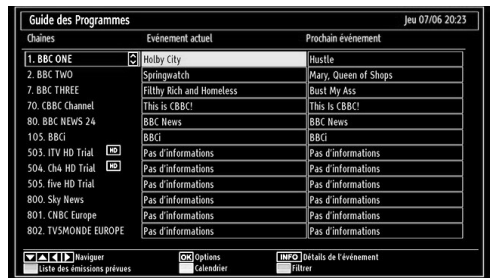 Guide des Programmes Jeu 07/06 20:23
Chaînes Evénement actuel Prochain événement
1. BBC ONE Holby City Hustle
2. BBC TWO Springwatch Mary, Queen of Shops
7. BBC THREE Filthy Rich and Homeless Bust My Ass
70. CBBC Channel This is CBBC! This Is CBBC!
80. BBC NEWS 24 BBC News BBC News
105. BBCi BBCi BBCi
503. ITV HD Trial HD Pas d'informations Pas d'informations
504. Ch4 HD Trial HD Pas d'informations Pas d'informations
505. five HD Trial Pas d'informations Pas d'informations
800. Sky News Pas d'informations Pas d'informations
801. CNBC Europe Pas d'informations Pas d'informations
802. TV5MONDE EUROPE Pas d'informations Pas d'informations
Naviguer OK Options INFO Détails de l'événement
Liste des émissions prévues Calendrier Filtrer